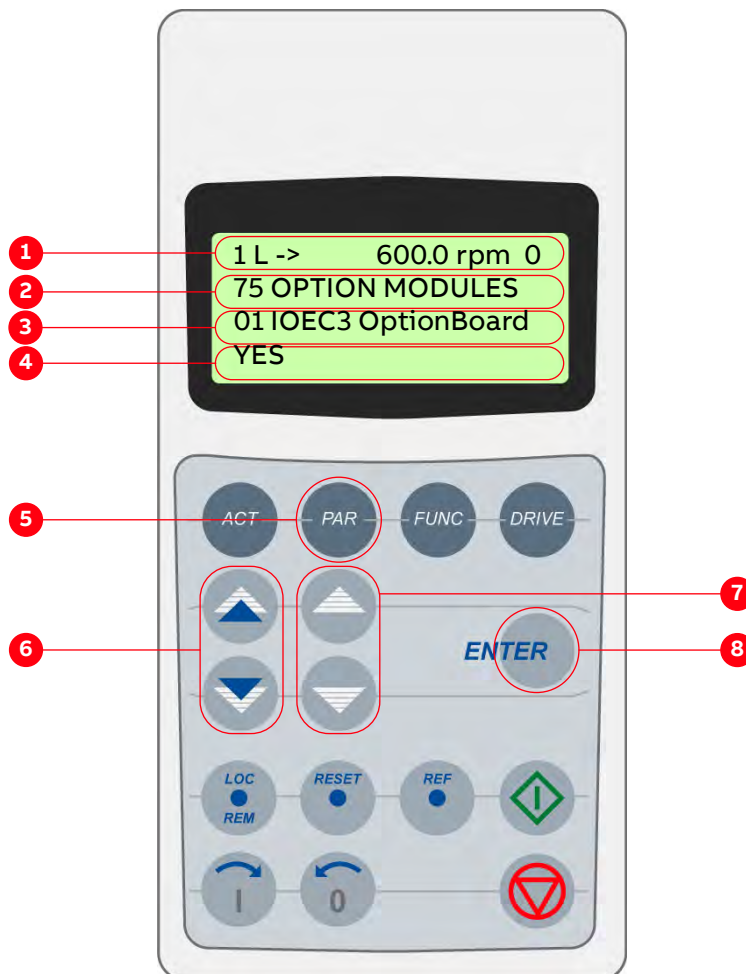 1 L -> 600.0 rpm 0
75 OPTION MODULES
01 IOEC3 OptionBoard
YES
1
2
3
4
ACT PAR FUNC DRIVE
5
7
6
ENTER
8
LOC RESET REF
REM
I
I 0